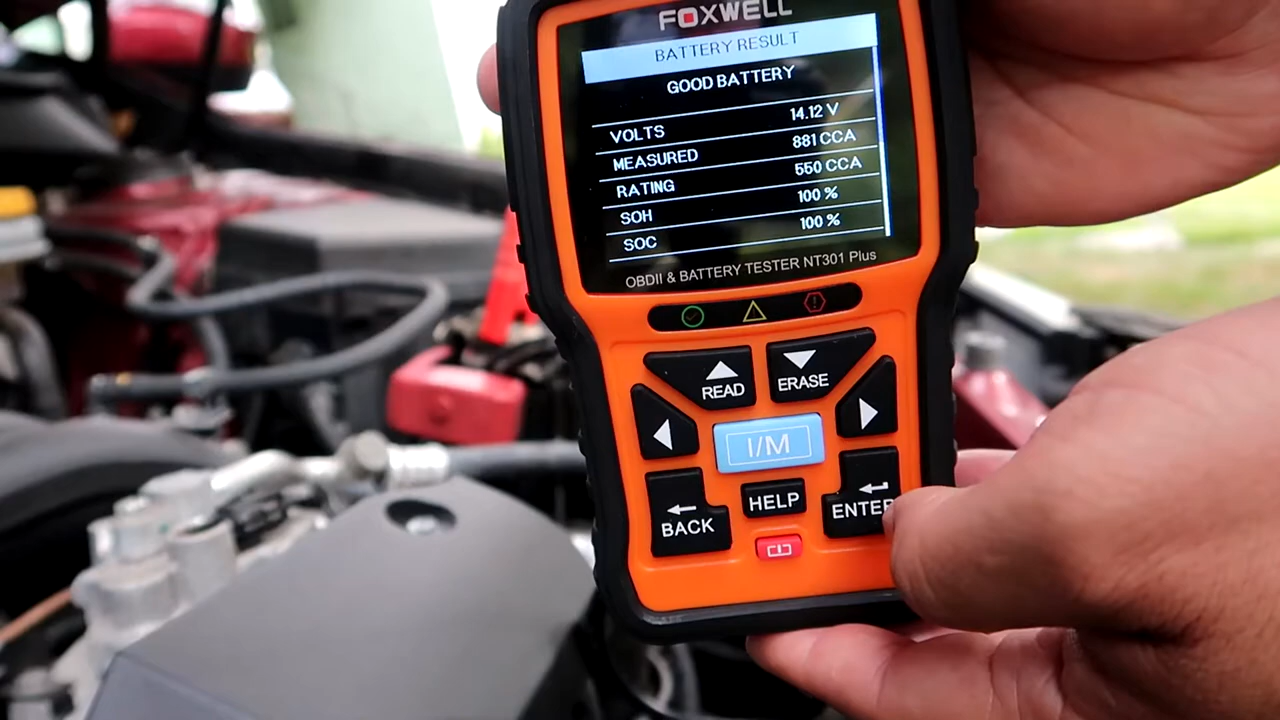 FOXWELL
BATTERY RESULT
GOOD BATTERY
VOLTS 14.12 V
MEASURED 881 CCA
RATING 550 CCA
SOH 100 %
SOC 100 %
OBDII & BATTERY TESTER NT301 Plus
READ
ERASE
I/M
BACK
HELP
ENTER